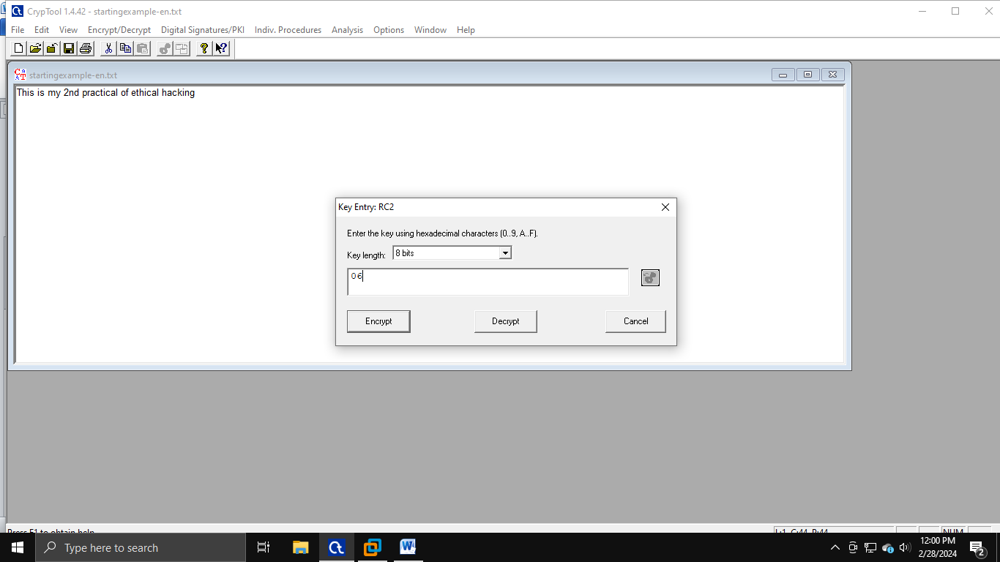 CrypTool 1.4.42 - startingexample-en.txt
File Edit View Encrypt/Decrypt Digital Signatures/PKI Indiv. Procedures Analysis Options Window Help
startingexample-en.txt
This is my 2nd practical of ethical hacking
Key Entry: RC2
Enter the key using hexadecimal characters (0..9, A..F).
Key length: 8 bits
06
Encrypt Decrypt Cancel
Press F1 to obtain help. L:1 C:44 P:44 NUM
Type here to search
12:00 PM
2/28/2024
2